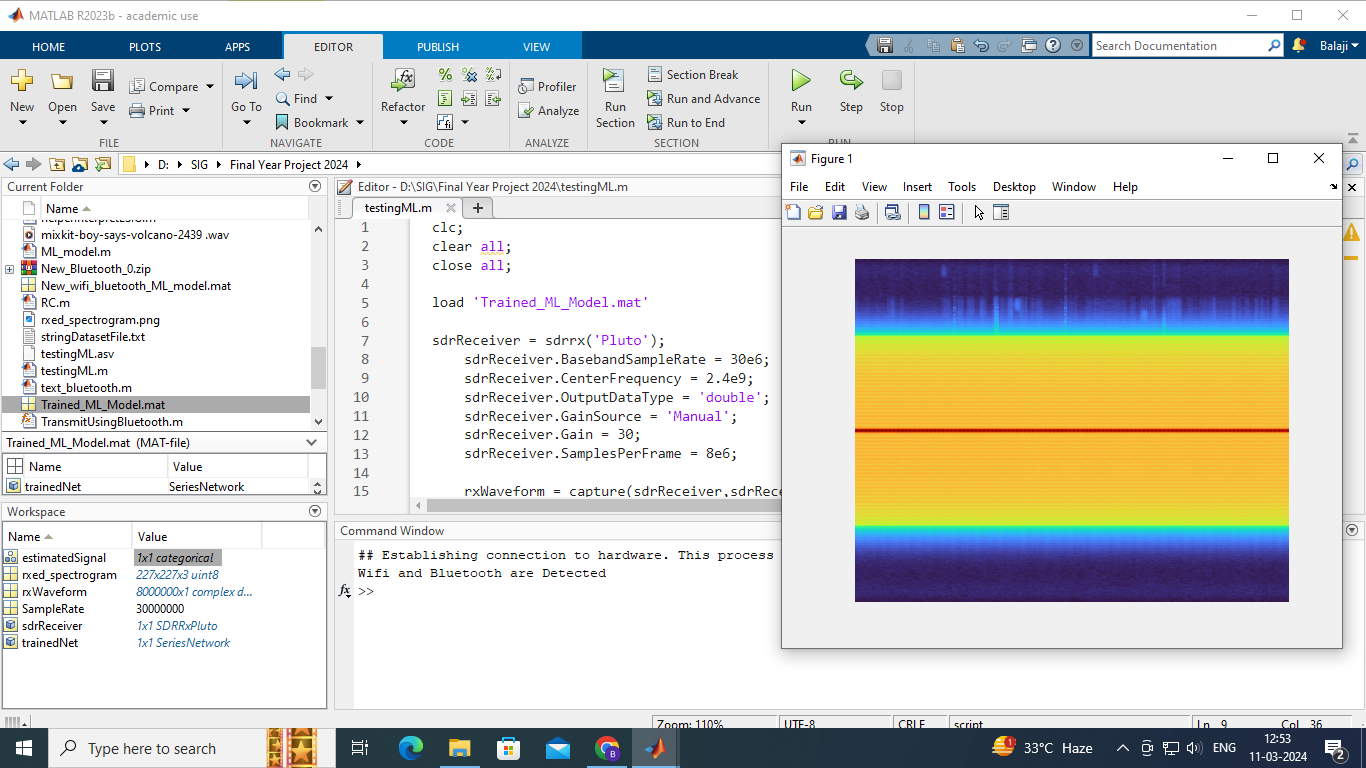 MATLAB R2023b - academic use
HOME PLOTS APPS EDITOR PUBLISH VIEW
Search Documentation
Balaji
New Open Save
Compare
Print
FILE
Go To
Find
Bookmark
NAVIGATE
Refactor
CODE
Profiler
Analyze
ANALYZE
Run Section
Section Break
Run and Advance
Run to End
SECTION
Run Step Stop
RUN
D: SIG Final Year Project 2024
Current Folder
Name
mixkit-boy-says-volcano-2439 .wav
ML_model.m
New_Bluetooth_0.zip
New_wifi_bluetooth_ML_model.mat
RC.m
rxed_spectrogram.png
stringDatasetFile.txt
testingML.asv
testingML.m
text_bluetooth.m
Trained_ML_Model.mat
TransmitUsingBluetooth.m
Trained_ML_Model.mat (MAT-file)
Name Value
trainedNet SeriesNetwork
Workspace
Name Value
estimatedSignal 1x1 categorical
rxed_spectrogram 227x227x3 uint8
rxWaveform 8000000x1 complex d...
SampleRate 30000000
sdrReceiver 1x1 SDRRxPluto
trainedNet 1x1 SeriesNetwork
Editor - D:\SIG\Final Year Project 2024\testingML.m
testingML.m
1 clc;
2 clear all;
3 close all;
4
5 load 'Trained_ML_Model.mat'
6
7 sdrReceiver = sdrrx('Pluto');
8 sdrReceiver.BasebandSampleRate = 30e6;
9 sdrReceiver.CenterFrequency = 2.4e9;
10 sdrReceiver.OutputDataType = 'double';
11 sdrReceiver.GainSource = 'Manual';
12 sdrReceiver.Gain = 30;
13 sdrReceiver.SamplesPerFrame = 8e6;
14
15 rxWaveform = capture(sdrReceiver,sdrRece
Command Window
## Establishing connection to hardware. This process
Wifi and Bluetooth are Detected
fx >>
Figure 1
File Edit View Insert Tools Desktop Window Help
Zoom: 110% UTF-8 CRLF script Ln 9 Col 36
Type here to search
1
33°C Haze
ENG
12:53
11-03-2024
2
B